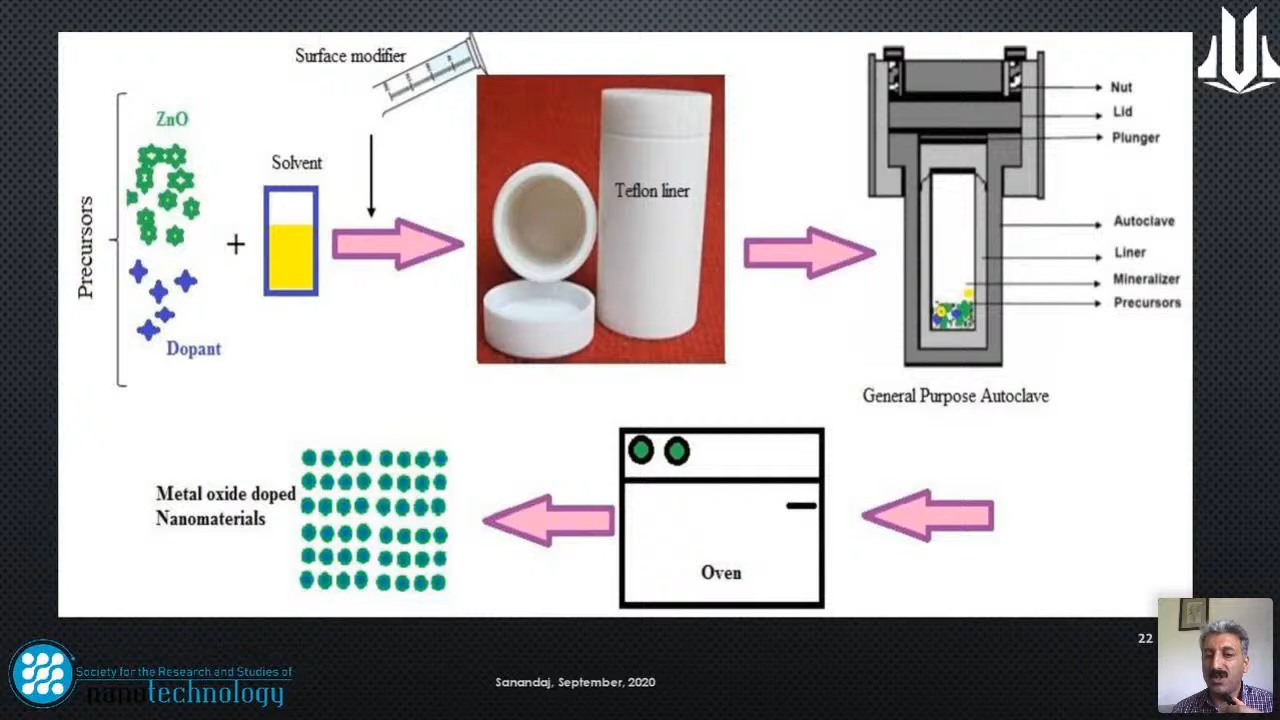 Surface modifier
ZnO
Solvent
Precursors
+
Dopant
Teflon liner
Nut
Lid
Plunger
Autoclave
Liner
Mineralizer
Precursors
General Purpose Autoclave
Metal oxide doped
Nanomaterials
Oven
22
Society for the Research and Studies of
nanotechnology
Sanandaj, September, 2020